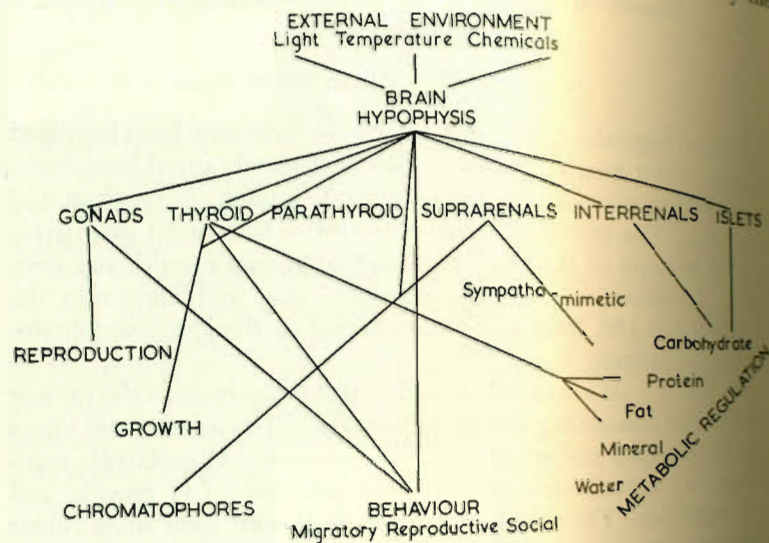 EXTERNAL ENVIRONMENT
Light Temperature Chemicals
BRAIN
HYPOPHYSIS
GONADS THYROID PARATHYROID SUPRARENALS INTERRENALS ISLETS
Sympatho-mimetic
REPRODUCTION
Carbohydrate
Protein
Fat
GROWTH
Mineral
Water
METABOLIC REGULATION
CHROMATOPHORES
BEHAVIOUR
Migratory Reproductive Social